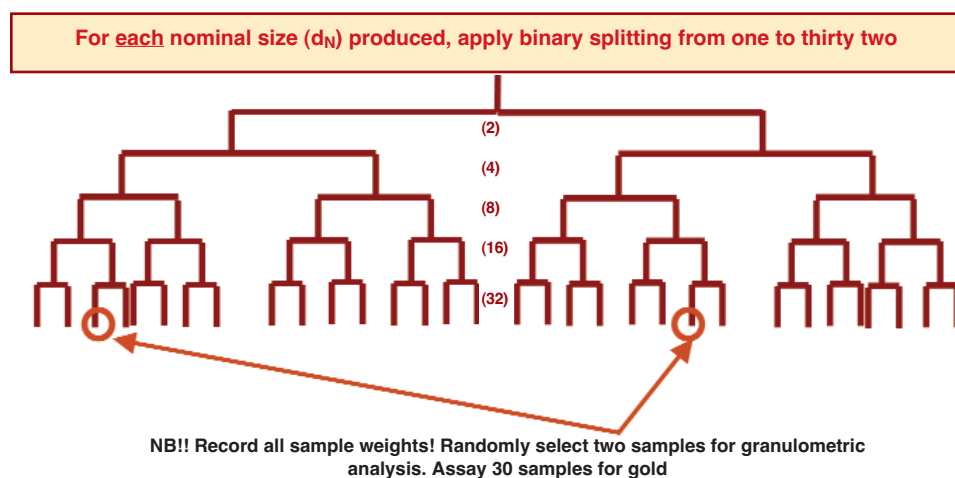 For each nominal size (dN) produced, apply binary splitting from one to thirty two
(2)
(4)
(8)
(16)
(32)
NB!! Record all sample weights! Randomly select two samples for granulometric
analysis. Assay 30 samples for gold